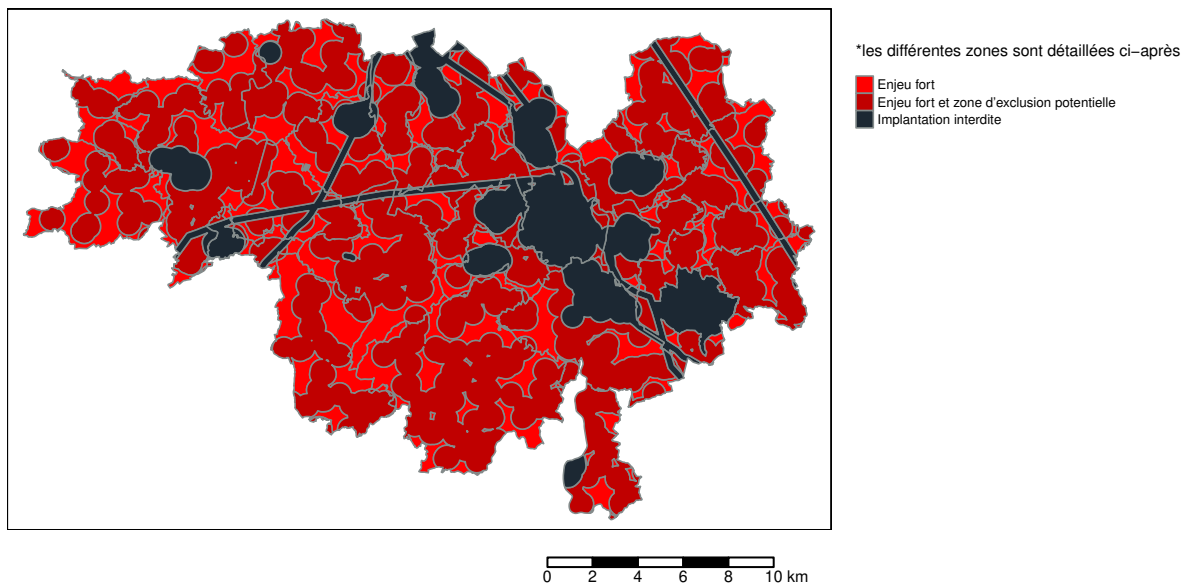 *les différentes zones sont détaillées ci−après
Enjeu fort
Enjeu fort et zone d'exclusion potentielle
Implantation interdite
0 2 4 6 8 10 km